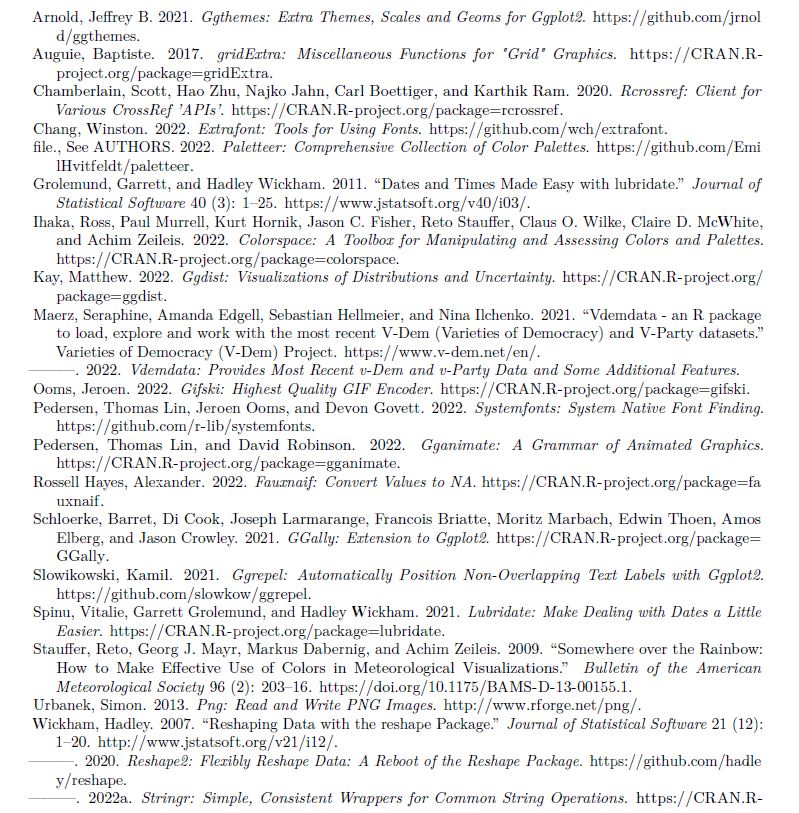 Arnold, Jeffrey B. 2021. Ggthemes: Extra Themes, Scales and Geoms for Ggplot2. https://github.com/jrnol
d/ggthemes.
Auguie, Baptiste. 2017. gridExtra: Miscellaneous Functions for "Grid" Graphics. https://CRAN.R-
project.org/package=gridExtra.
Chamberlain, Scott, Hao Zhu, Najko Jahn, Carl Boettiger, and Karthik Ram. 2020. Rcrossref: Client for
Various CrossRef 'APIs'. https://CRAN.R-project.org/package=rcrossref.
Chang, Winston. 2022. Extrafont: Tools for Using Fonts. https://github.com/wch/extrafont.
file., See AUTHORS. 2022. Paletteer: Comprehensive Collection of Color Palettes. https://github.com/Emi
lHvitfeldt/paletteer.
Grolemund, Garrett, and Hadley Wickham. 2011. “Dates and Times Made Easy with lubridate.” Journal of
Statistical Software 40 (3): 1–25. https://www.jstatsoft.org/v40/i03/.
Ihaka, Ross, Paul Murrell, Kurt Hornik, Jason C. Fisher, Reto Stauffer, Claus O. Wilke, Claire D. McWhite,
and Achim Zeileis. 2022. Colorspace: A Toolbox for Manipulating and Assessing Colors and Palettes.
https://CRAN.R-project.org/package=colorspace.
Kay, Matthew. 2022. Ggdist: Visualizations of Distributions and Uncertainty. https://CRAN.R-project.org/
package=ggdist.
Maerz, Seraphine, Amanda Edgell, Sebastian Hellmeier, and Nina Ilchenko. 2021. “Vdemdata - an R package
to load, explore and work with the most recent V-Dem (Varieties of Democracy) and V-Party datasets.”
Varieties of Democracy (V-Dem) Project. https://www.v-dem.net/en/.
———. 2022. Vdemdata: Provides Most Recent v-Dem and v-Party Data and Some Additional Features.
Ooms, Jeroen. 2022. Gifski: Highest Quality GIF Encoder. https://CRAN.R-project.org/package=gifski.
Pedersen, Thomas Lin, Jeroen Ooms, and Devon Govett. 2022. Systemfonts: System Native Font Finding.
https://github.com/r-lib/systemfonts.
Pedersen, Thomas Lin, and David Robinson. 2022. Gganimate: A Grammar of Animated Graphics.
https://CRAN.R-project.org/package=gganimate.
Rossell Hayes, Alexander. 2022. Fauxnaif: Convert Values to NA. https://CRAN.R-project.org/package=fa
uxnaif.
Schloerke, Barret, Di Cook, Joseph Larmarange, Francois Briatte, Moritz Marbach, Edwin Thoen, Amos
Elberg, and Jason Crowley. 2021. GGally: Extension to Ggplot2. https://CRAN.R-project.org/package=
GGally.
Slowikowski, Kamil. 2021. Ggrepel: Automatically Position Non-Overlapping Text Labels with Ggplot2.
https://github.com/slowkow/ggrepel.
Spinu, Vitalie, Garrett Grolemund, and Hadley Wickham. 2021. Lubridate: Make Dealing with Dates a Little
Easier. https://CRAN.R-project.org/package=lubridate.
Stauffer, Reto, Georg J. Mayr, Markus Dabernig, and Achim Zeileis. 2009. “Somewhere over the Rainbow:
How to Make Effective Use of Colors in Meteorological Visualizations.” Bulletin of the American
Meteorological Society 96 (2): 203–16. https://doi.org/10.1175/BAMS-D-13-00155.1.
Urbanek, Simon. 2013. Png: Read and Write PNG Images. http://www.rforge.net/png/.
Wickham, Hadley. 2007. “Reshaping Data with the reshape Package.” Journal of Statistical Software 21 (12):
1–20. http://www.jstatsoft.org/v21/i12/.
———. 2020. Reshape2: Flexibly Reshape Data: A Reboot of the Reshape Package. https://github.com/hadle
y/reshape.
———. 2022a. Stringr: Simple, Consistent Wrappers for Common String Operations. https://CRAN.R-